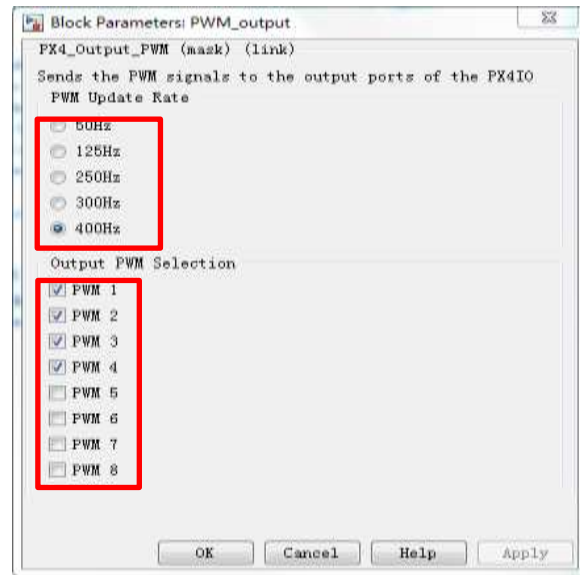 Block Parameters: PWM_output
PX4_Output_PWM (mask) (link)
Sends the PWM signals to the output ports of the PX4IO
PWM Update Rate
50Hz
125Hz
250Hz
300Hz
400Hz
Output PWM Selection
PWM 1
PWM 2
PWM 3
PWM 4
PWM 5
PWM 6
PWM 7
PWM 8
OK Cancel Help Apply